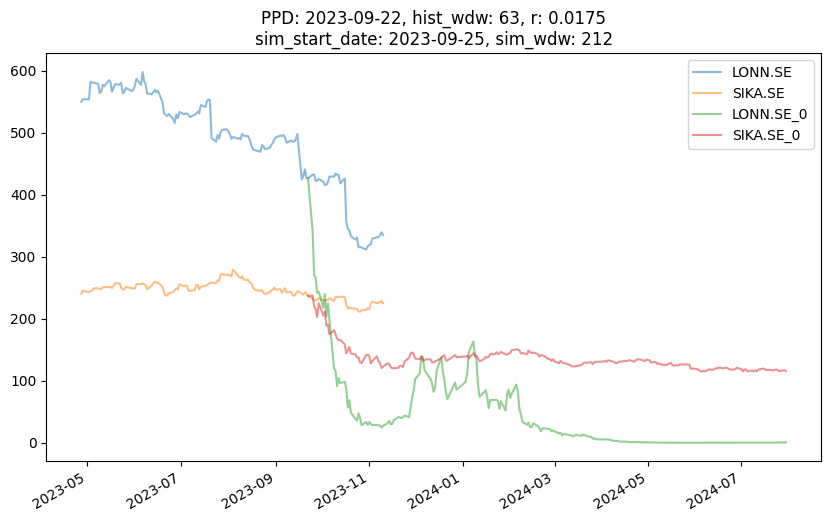 PPD: 2023-09-22, hist_wdw: 63, r: 0.0175
sim_start_date: 2023-09-25, sim_wdw: 212
LONN.SE
SIKA.SE
LONN.SE_0
SIKA.SE_0
600
500
400
300
200
100
0
2023-05
2023-07
2023-09
2023-11
2024-01
2024-03
2024-05
2024-07